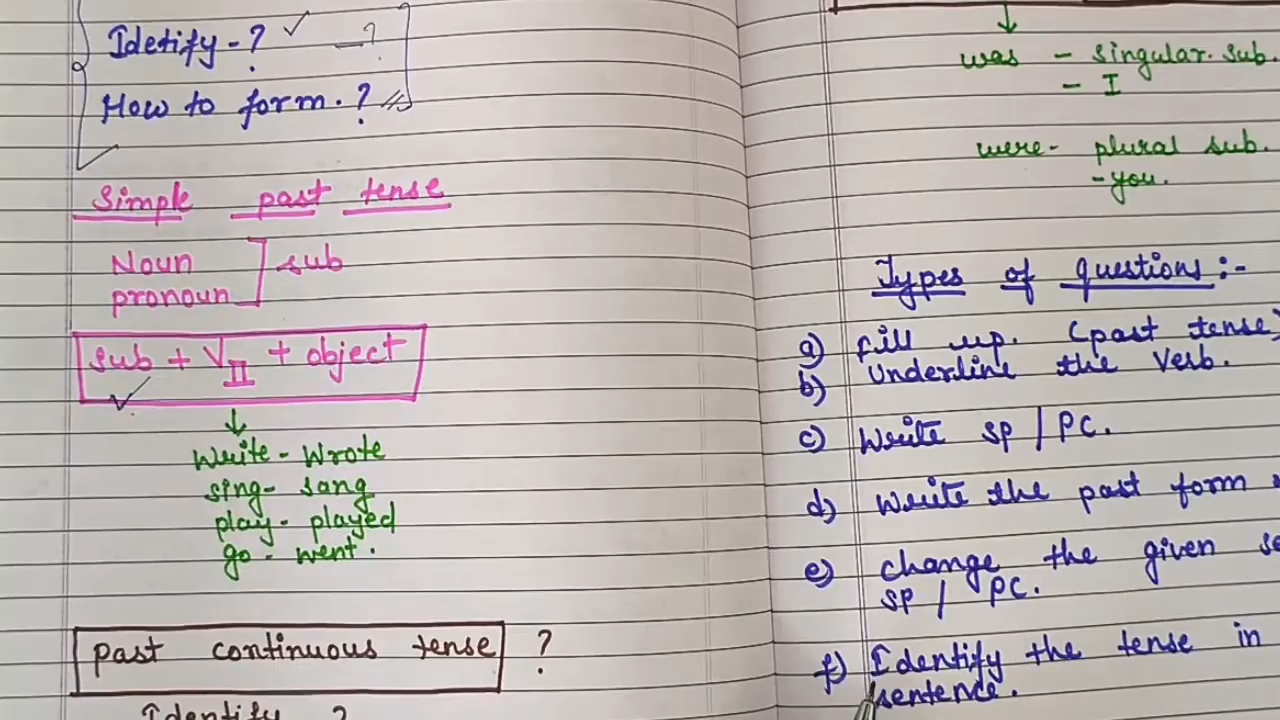 Idetify - ? ✓ - ?
How to form. ?
Simple past tense
Noun
pronoun ] sub
sub + V II + object
✓
↓
Write - Wrote
sing - sang
play - played
go - went.
past continuous tense ?
Identify ?
↓
was - singular. sub.
- I
were - plural sub.
- you.
Types of questions :-
a) fill up. (past tense)
b) underline the verb.
c) Write SP / PC.
d) Write the past form
e) change the given
SP / PC.
f) Identify the tense in
sentence.